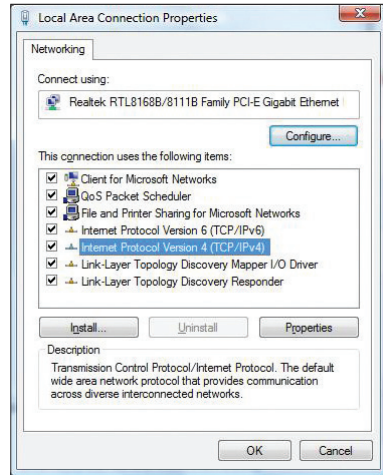 Local Area Connection Properties
Networking
Connect using:
Realtek RTL8168B/8111B Family PCI-E Gigabit Ethernet
Configure...
This connection uses the following items:
Client for Microsoft Networks
QoS Packet Scheduler
File and Printer Sharing for Microsoft Networks
Internet Protocol Version 6 (TCP/IPv6)
Internet Protocol Version 4 (TCP/IPv4)
Link-Layer Topology Discovery Mapper I/O Driver
Link-Layer Topology Discovery Responder
Install...
Uninstall
Properties
Description
Transmission Control Protocol/Internet Protocol. The default
wide area network protocol that provides communication
across diverse interconnected networks.
OK
Cancel